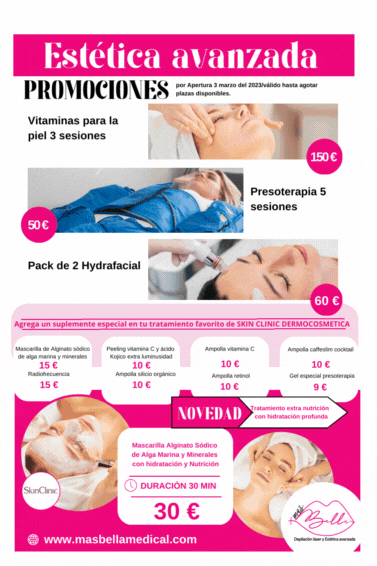 Estética avanzada
PROMOCIONES
por Apertura 3 marzo del 2023/válido hasta agotar
plazas disponibles.
Vitaminas para la
piel 3 sesiones
150 €
Presoterapia 5
sesiones
50 €
Pack de 2 Hydrafacial
60 €
Agrega un suplemente especial en tu tratamiento favorito de SKIN CLINIC DERMOCOSMETICA
Mascarilla de Alginato sódico
de alga marina y minerales
15 €
Radiofrecuencia
15 €
Peeling vitamina C y ácido
Kojico extra luminusidad
10 €
Ampolla silicio orgánico
10 €
Ampolla vitamina C
10 €
Ampolla retinol
10 €
Ampolla caffeslim cocktail
10 €
Gel especial presoterapia
9 €
NOVEDAD
Tratamiento extra nutrición
con hidratación profunda
Mascarilla Alginato Sódico
de Alga Marina y Minerales
con hidratación y Nutrición
DURACIÓN 30 MIN
30 €
SkinClinic
mas
Bella
Depilación láser y Estética avanzada
www.masbellamedical.com